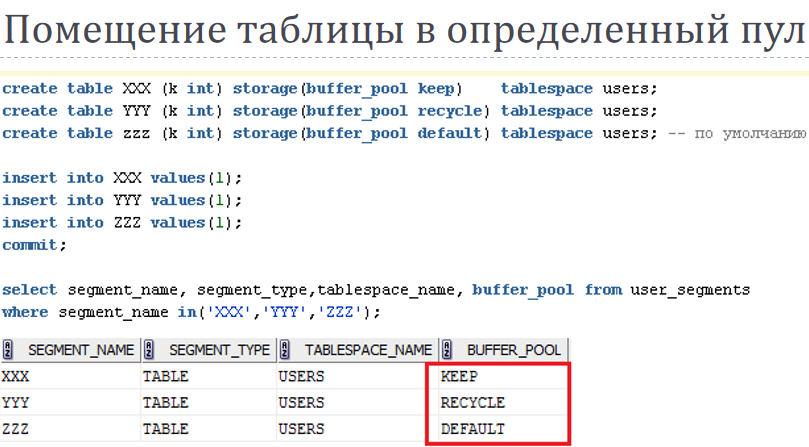 Помещение таблицы в определенный пул
create table XXX (k int) storage(buffer_pool keep) tablespace users;
create table YYY (k int) storage(buffer_pool recycle) tablespace users;
create table zzz (k int) storage(buffer_pool default) tablespace users; -- по умолчанию
insert into XXX values(1);
insert into YYY values(1);
insert into ZZZ values(1);
commit;
select segment_name, segment_type,tablespace_name, buffer_pool from user_segments
where segment_name in('XXX','YYY','ZZZ');
SEGMENT_NAME SEGMENT_TYPE TABLESPACE_NAME BUFFER_POOL
XXX TABLE USERS KEEP
YYY TABLE USERS RECYCLE
ZZZ TABLE USERS DEFAULT